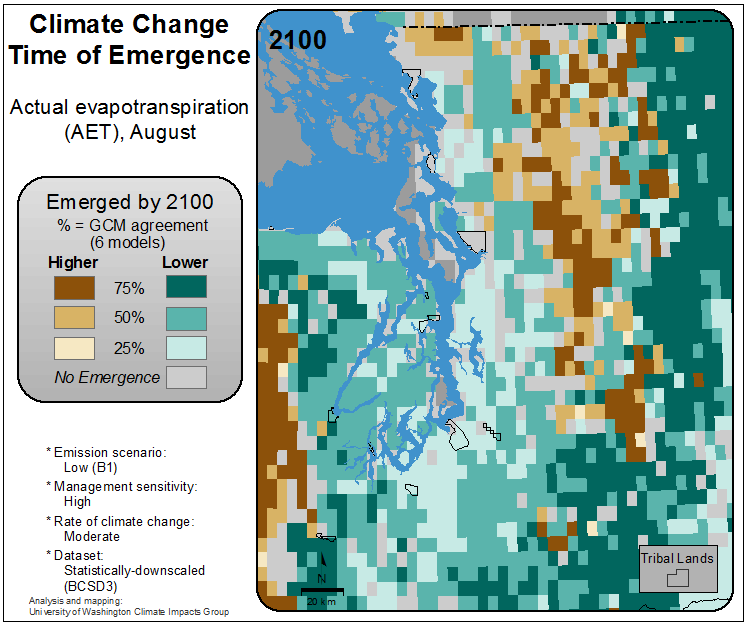 Climate Change
Time of Emergence
Actual evapotranspiration
(AET), August
Emerged by 2100
% = GCM agreement
(6 models)
Higher Lower
75%
50%
25%
No Emergence
* Emission scenario:
Low (B1)
* Management sensitivity:
High
* Rate of climate change:
Moderate
* Dataset:
Statistically-downscaled
(BCSD3)
Analysis and mapping:
University of Washington Climate Impacts Group
2100
N
20 km
Tribal Lands